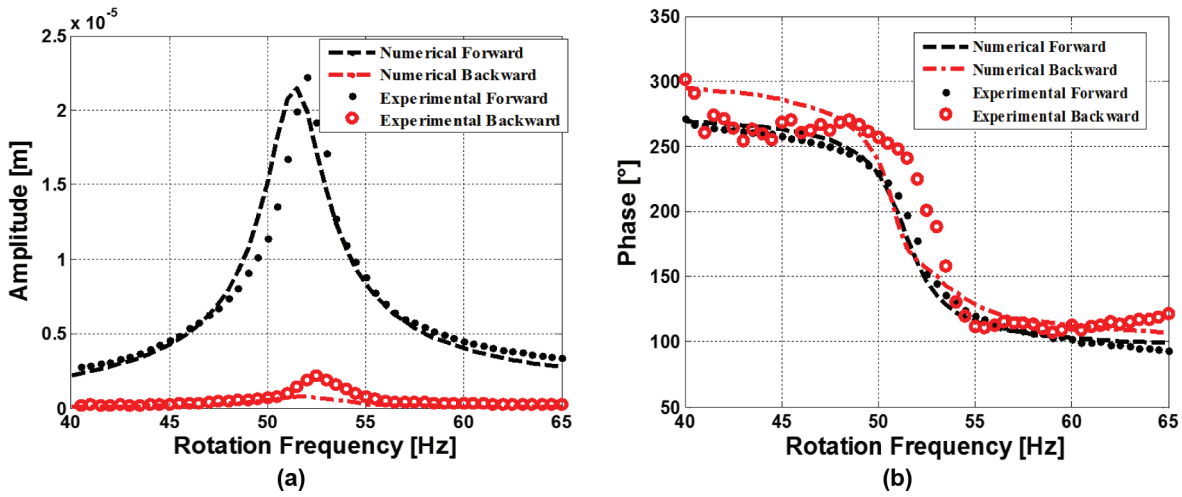 x 10^-5
2.5
2
1.5
1
0.5
0
40
45
50
55
60
65
Amplitude [m]
Rotation Frequency [Hz]
Numerical Forward
Numerical Backward
Experimental Forward
Experimental Backward
(a)
350
300
250
200
150
100
50
40
45
50
55
60
65
Phase [°]
Rotation Frequency [Hz]
Numerical Forward
Numerical Backward
Experimental Forward
Experimental Backward
(b)